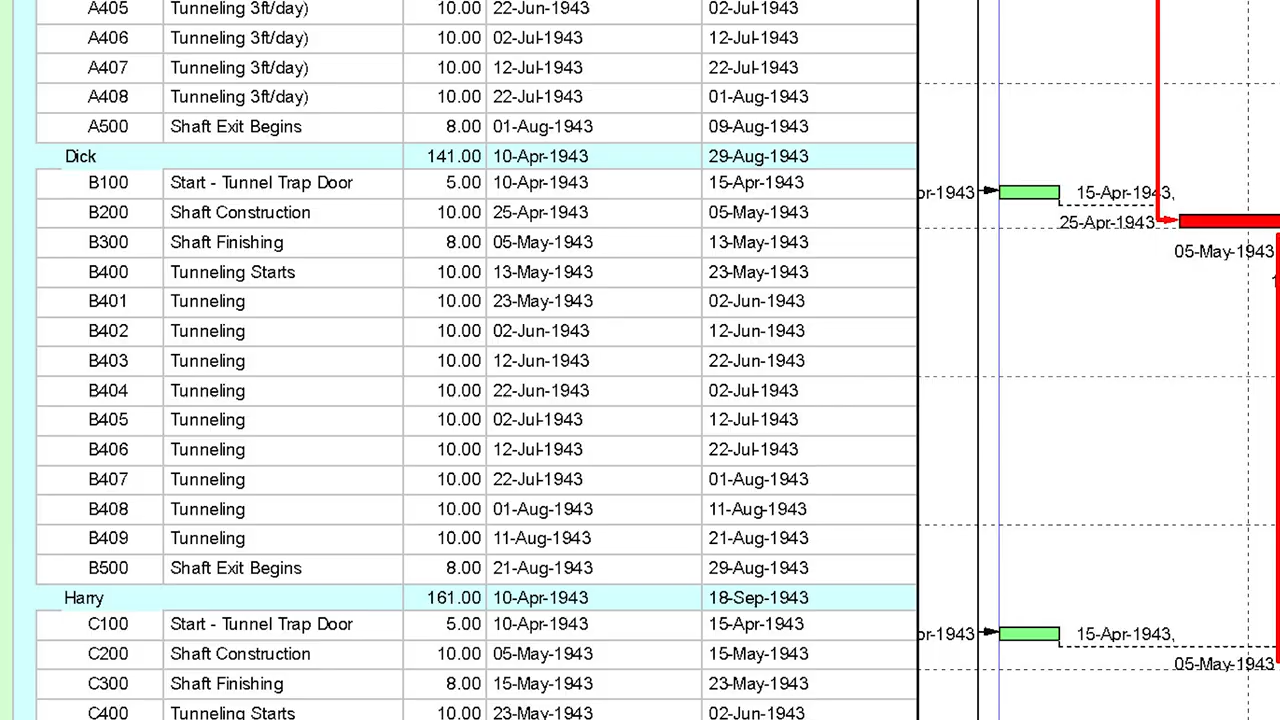 A405 Tunneling 3ft/day) 10.00 22-Jun-1943 02-Jul-1943
A406 Tunneling 3ft/day) 10.00 02-Jul-1943 12-Jul-1943
A407 Tunneling 3ft/day) 10.00 12-Jul-1943 22-Jul-1943
A408 Tunneling 3ft/day) 10.00 22-Jul-1943 01-Aug-1943
A500 Shaft Exit Begins 8.00 01-Aug-1943 09-Aug-1943
Dick 141.00 10-Apr-1943 29-Aug-1943
B100 Start - Tunnel Trap Door 5.00 10-Apr-1943 15-Apr-1943 pr-1943 15-Apr-1943,
B200 Shaft Construction 10.00 25-Apr-1943 05-May-1943 25-Apr-1943
B300 Shaft Finishing 8.00 05-May-1943 13-May-1943 05-May-1943
B400 Tunneling Starts 10.00 13-May-1943 23-May-1943
B401 Tunneling 10.00 23-May-1943 02-Jun-1943
B402 Tunneling 10.00 02-Jun-1943 12-Jun-1943
B403 Tunneling 10.00 12-Jun-1943 22-Jun-1943
B404 Tunneling 10.00 22-Jun-1943 02-Jul-1943
B405 Tunneling 10.00 02-Jul-1943 12-Jul-1943
B406 Tunneling 10.00 12-Jul-1943 22-Jul-1943
B407 Tunneling 10.00 22-Jul-1943 01-Aug-1943
B408 Tunneling 10.00 01-Aug-1943 11-Aug-1943
B409 Tunneling 10.00 11-Aug-1943 21-Aug-1943
B500 Shaft Exit Begins 8.00 21-Aug-1943 29-Aug-1943
Harry 161.00 10-Apr-1943 18-Sep-1943
C100 Start - Tunnel Trap Door 5.00 10-Apr-1943 15-Apr-1943 pr-1943 15-Apr-1943,
C200 Shaft Construction 10.00 05-May-1943 15-May-1943 05-May-1943
C300 Shaft Finishing 8.00 15-May-1943 23-May-1943
C400 Tunneling Starts 10.00 23-May-1943 02-Jun-1943